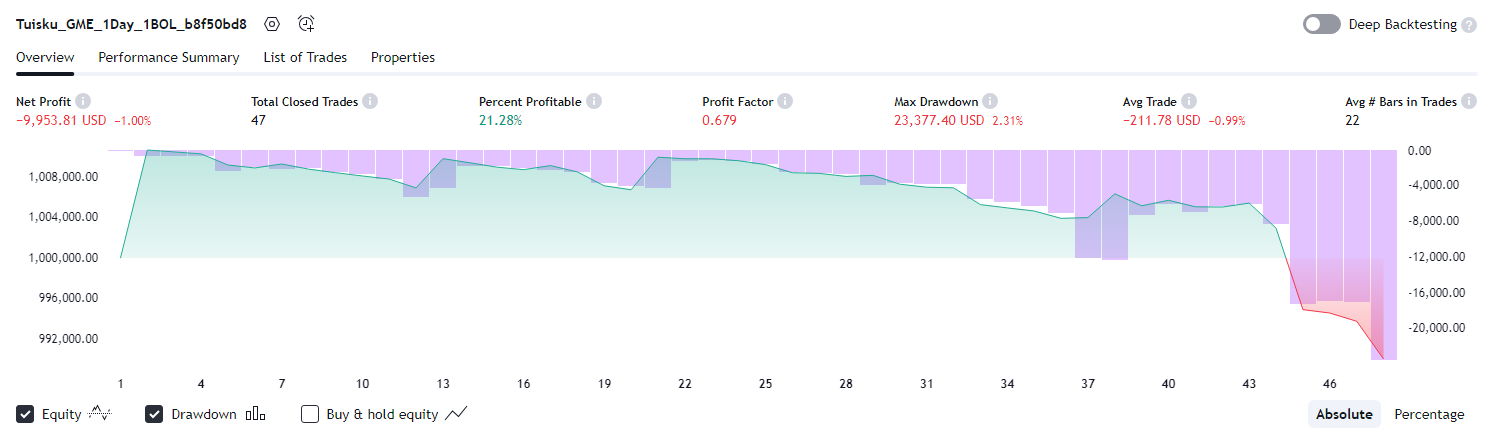 Tuisku_GME_1Day_1BOL_b8f50bd8 Deep Backtesting ?
Overview Performance Summary List of Trades Properties
Net Profit Total Closed Trades Percent Profitable Profit Factor Max Drawdown Avg Trade Avg # Bars in Trades
−9,953.81 USD −1.00% 47 21.28% 0.679 23,377.40 USD 2.31% −211.78 USD −0.99% 22
0.00
1,008,000.00 -4,000.00
1,004,000.00 -8,000.00
1,000,000.00 -12,000.00
996,000.00 -16,000.00
992,000.00 -20,000.00
1 4 7 10 13 16 19 22 25 28 31 34 37 40 43 46
Equity Drawdown Buy & hold equity Absolute Percentage